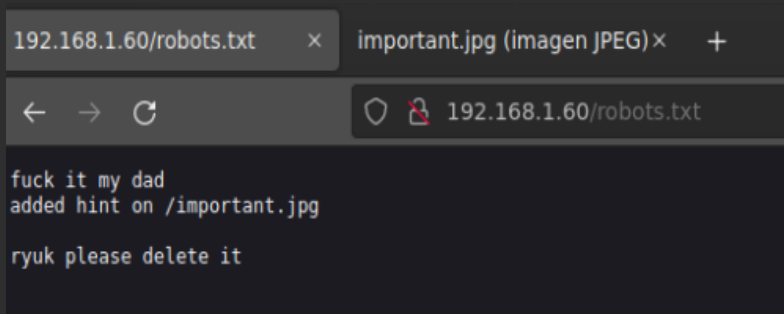 192.168.1.60/robots.txt
important.jpg (imagen JPEG)
192.168.1.60/robots.txt
fuck it my dad
added hint on /important.jpg
ryuk please delete it